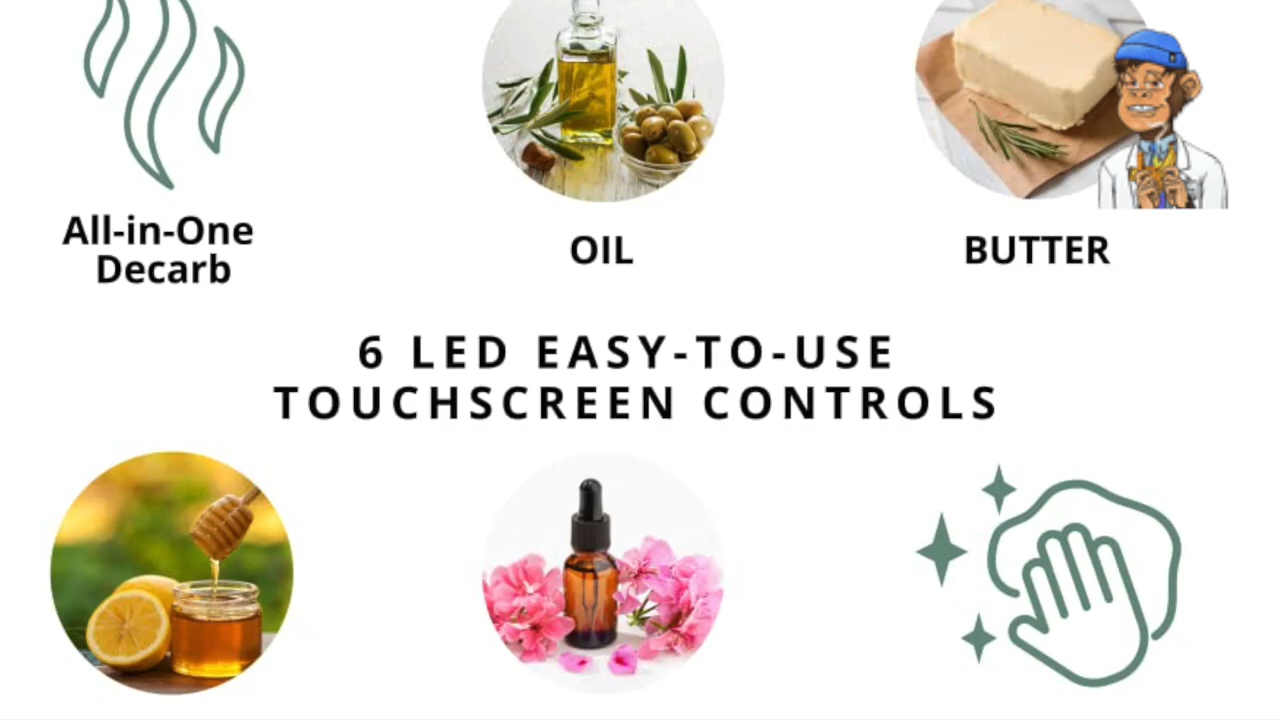 All-in-One
Decarb
OIL
BUTTER
6 LED EASY-TO-USE
TOUCHSCREEN CONTROLS